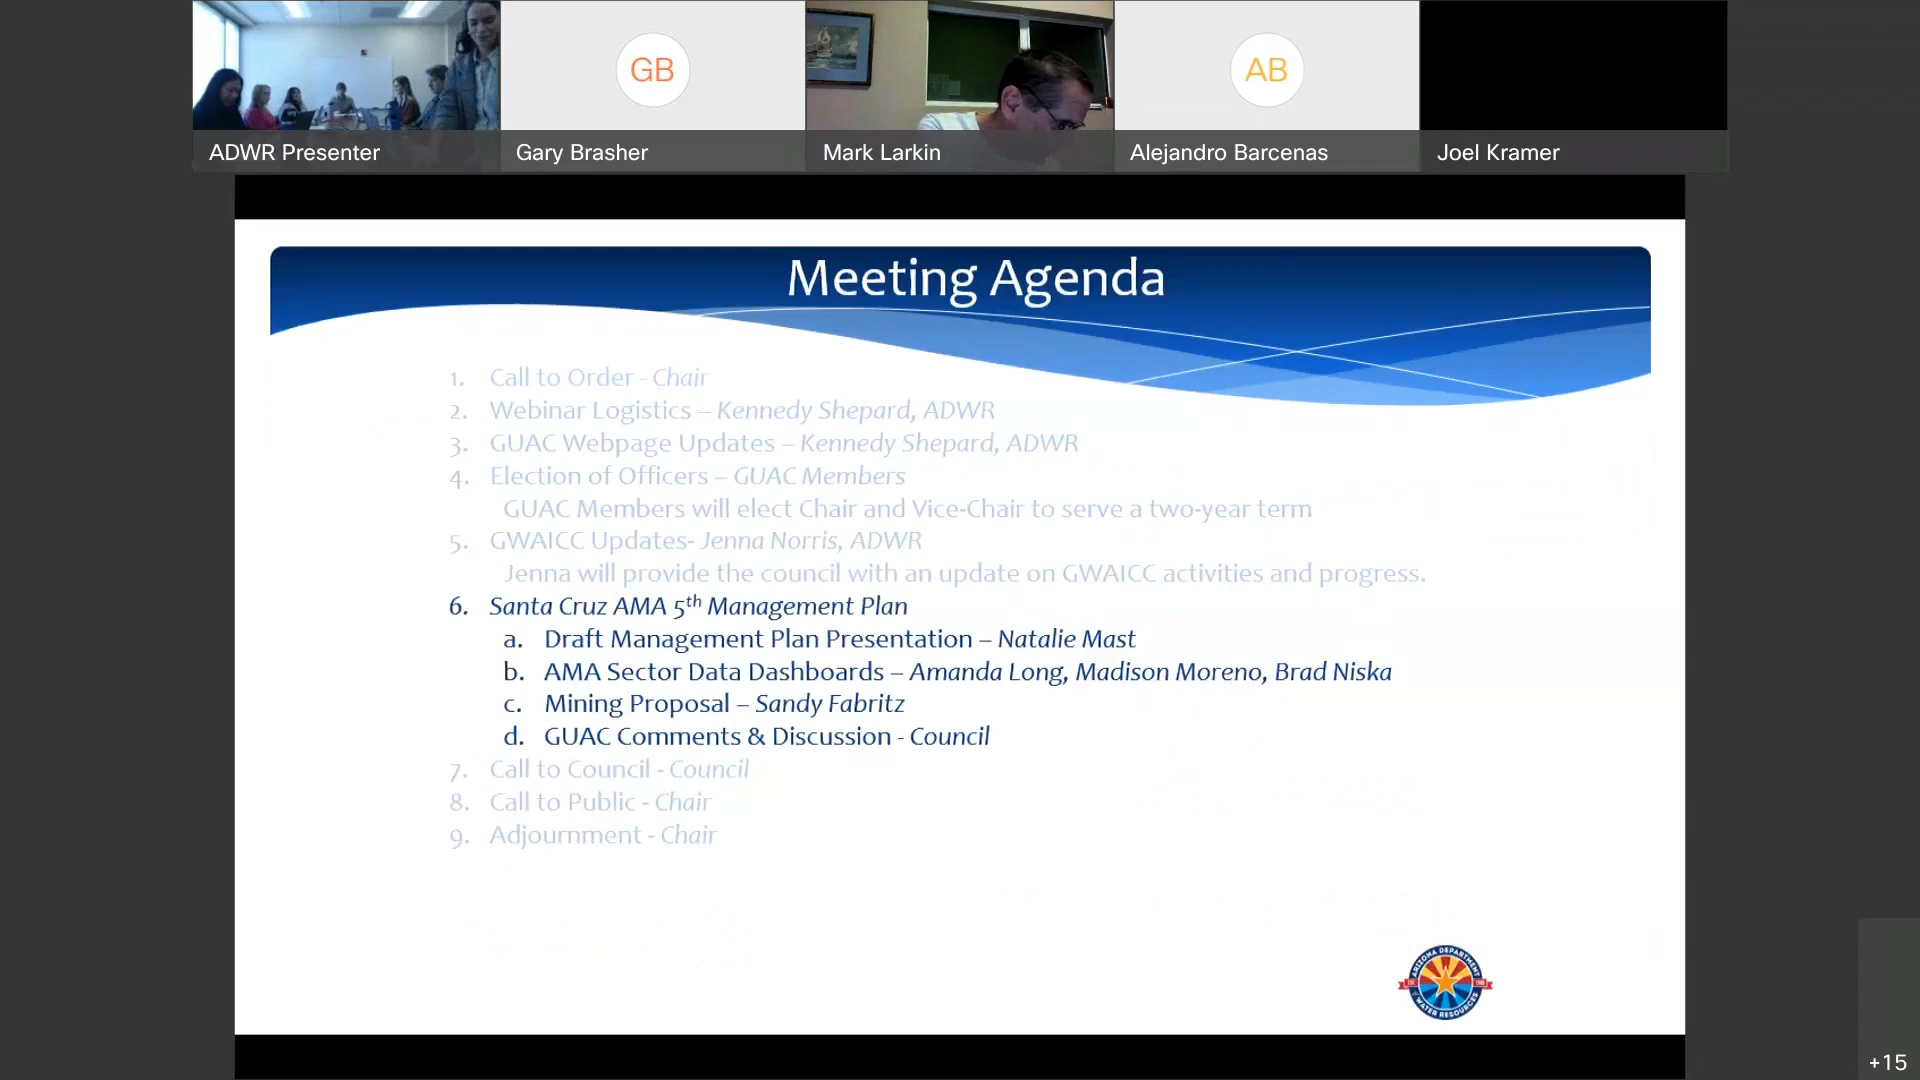 GB
AB
ADWR Presenter
Gary Brasher
Mark Larkin
Alejandro Barcenas
Joel Kramer
Meeting Agenda
1. Call to Order - Chair
2. Webinar Logistics – Kennedy Shepard, ADWR
3. GUAC Webpage Updates – Kennedy Shepard, ADWR
4. Election of Officers – GUAC Members
GUAC Members will elect Chair and Vice-Chair to serve a two-year term
5. GWAICC Updates- Jenna Norris, ADWR
Jenna will provide the council with an update on GWAICC activities and progress.
6. Santa Cruz AMA 5th Management Plan
a. Draft Management Plan Presentation – Natalie Mast
b. AMA Sector Data Dashboards – Amanda Long, Madison Moreno, Brad Niska
c. Mining Proposal – Sandy Fabritz
d. GUAC Comments & Discussion - Council
7. Call to Council - Council
8. Call to Public - Chair
9. Adjournment - Chair
ARIZONA DEPARTMENT
WATER RESOURCES
+15